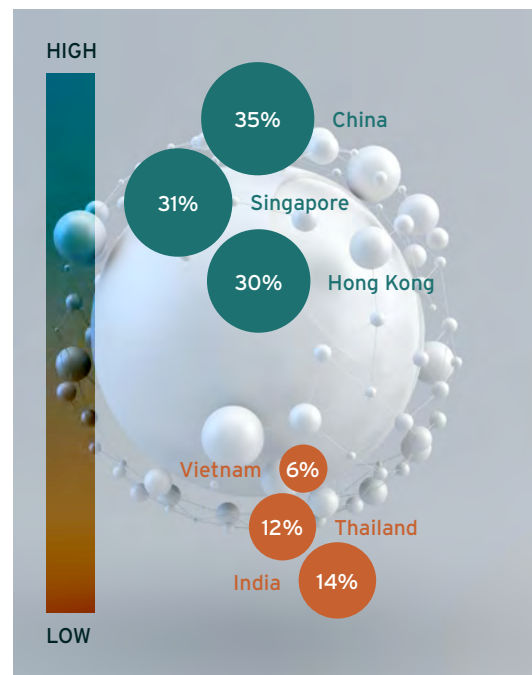 HIGH
35% China
31% Singapore
30% Hong Kong
Vietnam 6%
12% Thailand
India 14%
LOW